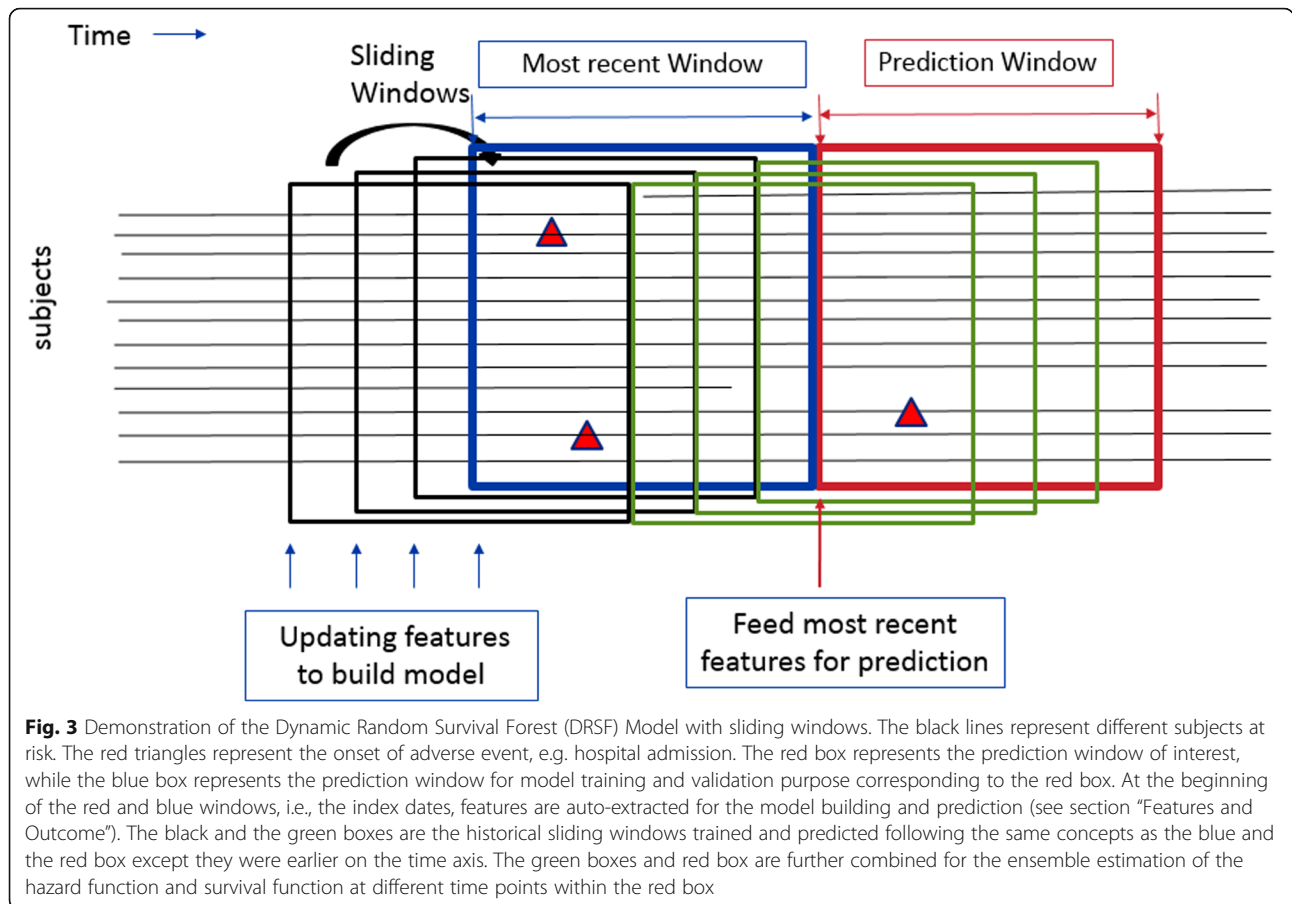 Time
Sliding
Windows
Most recent Window
Prediction Window
subjects
Updating features
to build model
Feed most recent
features for prediction
Fig. 3 Demonstration of the Dynamic Random Survival Forest (DRSF) Model with sliding windows. The black lines represent different subjects at
risk. The red triangles represent the onset of adverse event, e.g. hospital admission. The red box represents the prediction window of interest,
while the blue box represents the prediction window for model training and validation purpose corresponding to the red box. At the beginning
of the red and blue windows, i.e., the index dates, features are auto-extracted for the model building and prediction (see section “Features and
Outcome”). The black and the green boxes are the historical sliding windows trained and predicted following the same concepts as the blue and
the red box except they were earlier on the time axis. The green boxes and red box are further combined for the ensemble estimation of the
hazard function and survival function at different time points within the red box